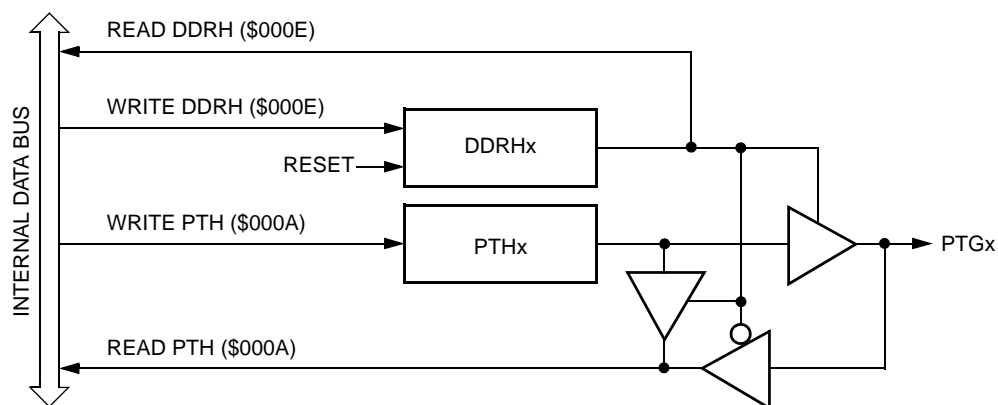 READ DDRH ($000E)
WRITE DDRH ($000E)
DDRHx
RESET
WRITE PTH ($000A)
PTHx
PTGx
READ PTH ($000A)
INTERNAL DATA BUS